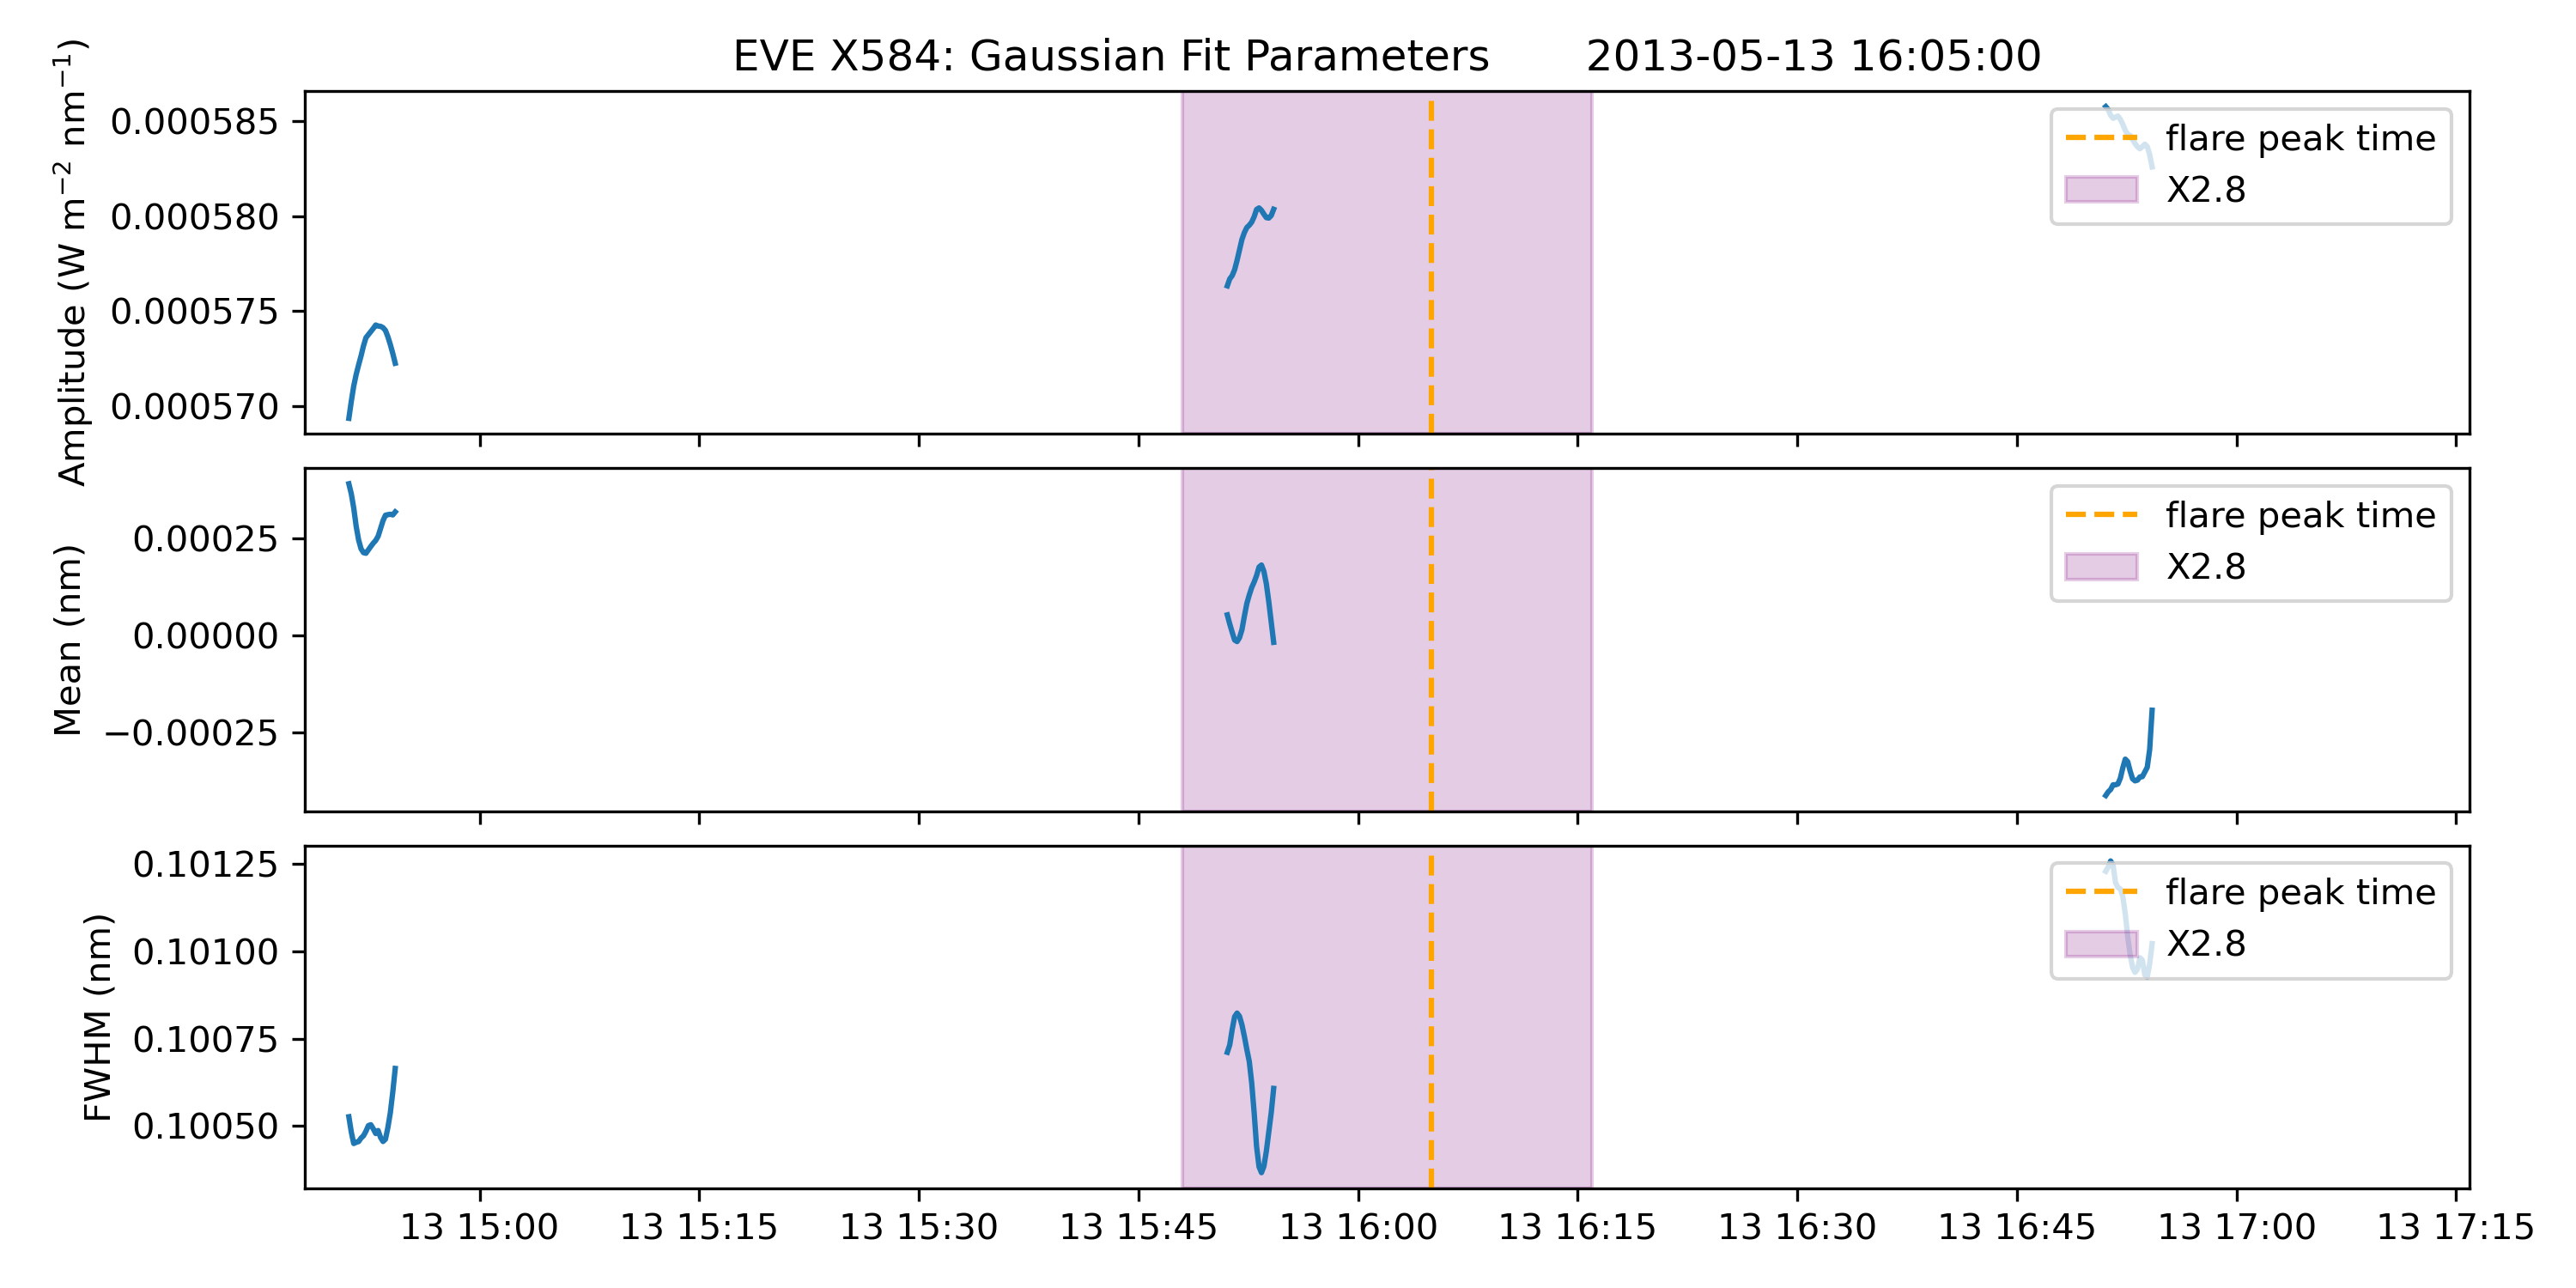 EVE X584: Gaussian Fit Parameters 2013-05-13 16:05:00
Amplitude (W m⁻² nm⁻¹)
0.000585
0.000580
0.000575
0.000570
flare peak time
X2.8
Mean (nm)
0.00025
0.00000
−0.00025
flare peak time
X2.8
FWHM (nm)
0.10125
0.10100
0.10075
0.10050
flare peak time
X2.8
13 15:00 13 15:15 13 15:30 13 15:45 13 16:00 13 16:15 13 16:30 13 16:45 13 17:00 13 17:15